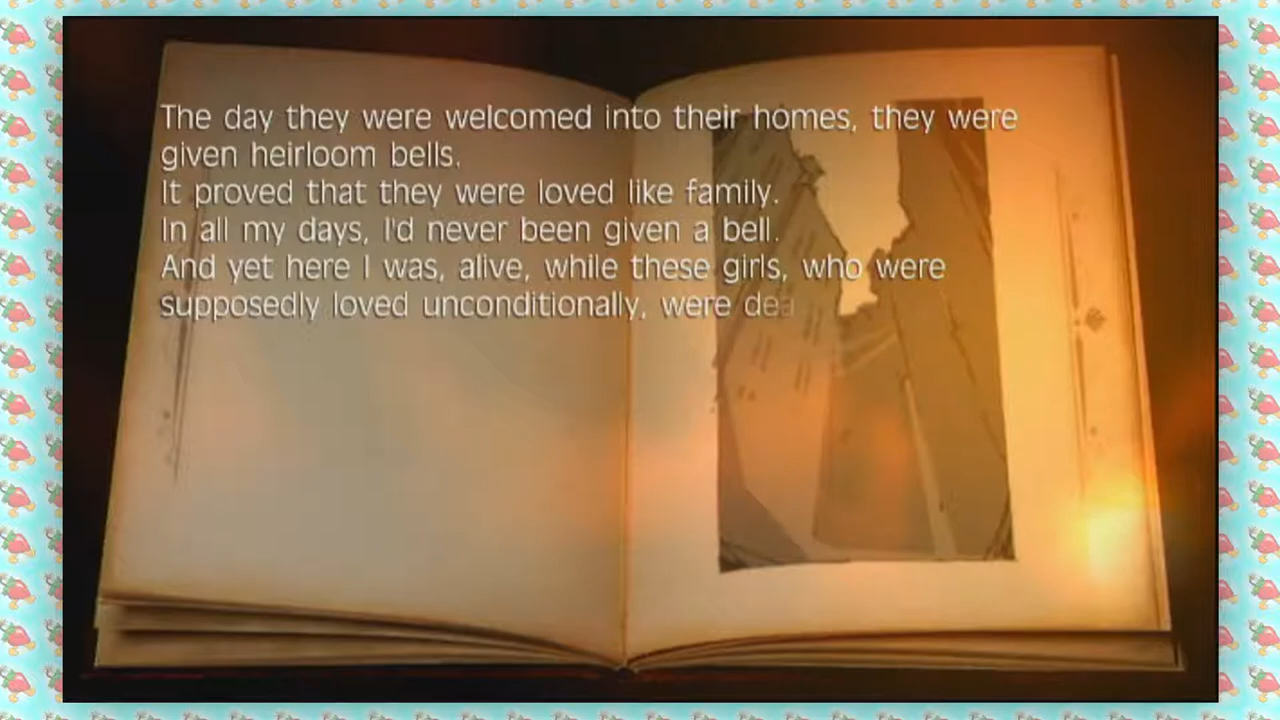 The day they were welcomed into their homes, they were
given heirloom bells.
It proved that they were loved like family.
In all my days, I'd never been given a bell.
And yet here I was, alive, while these girls, who were
supposedly loved unconditionally, were dea